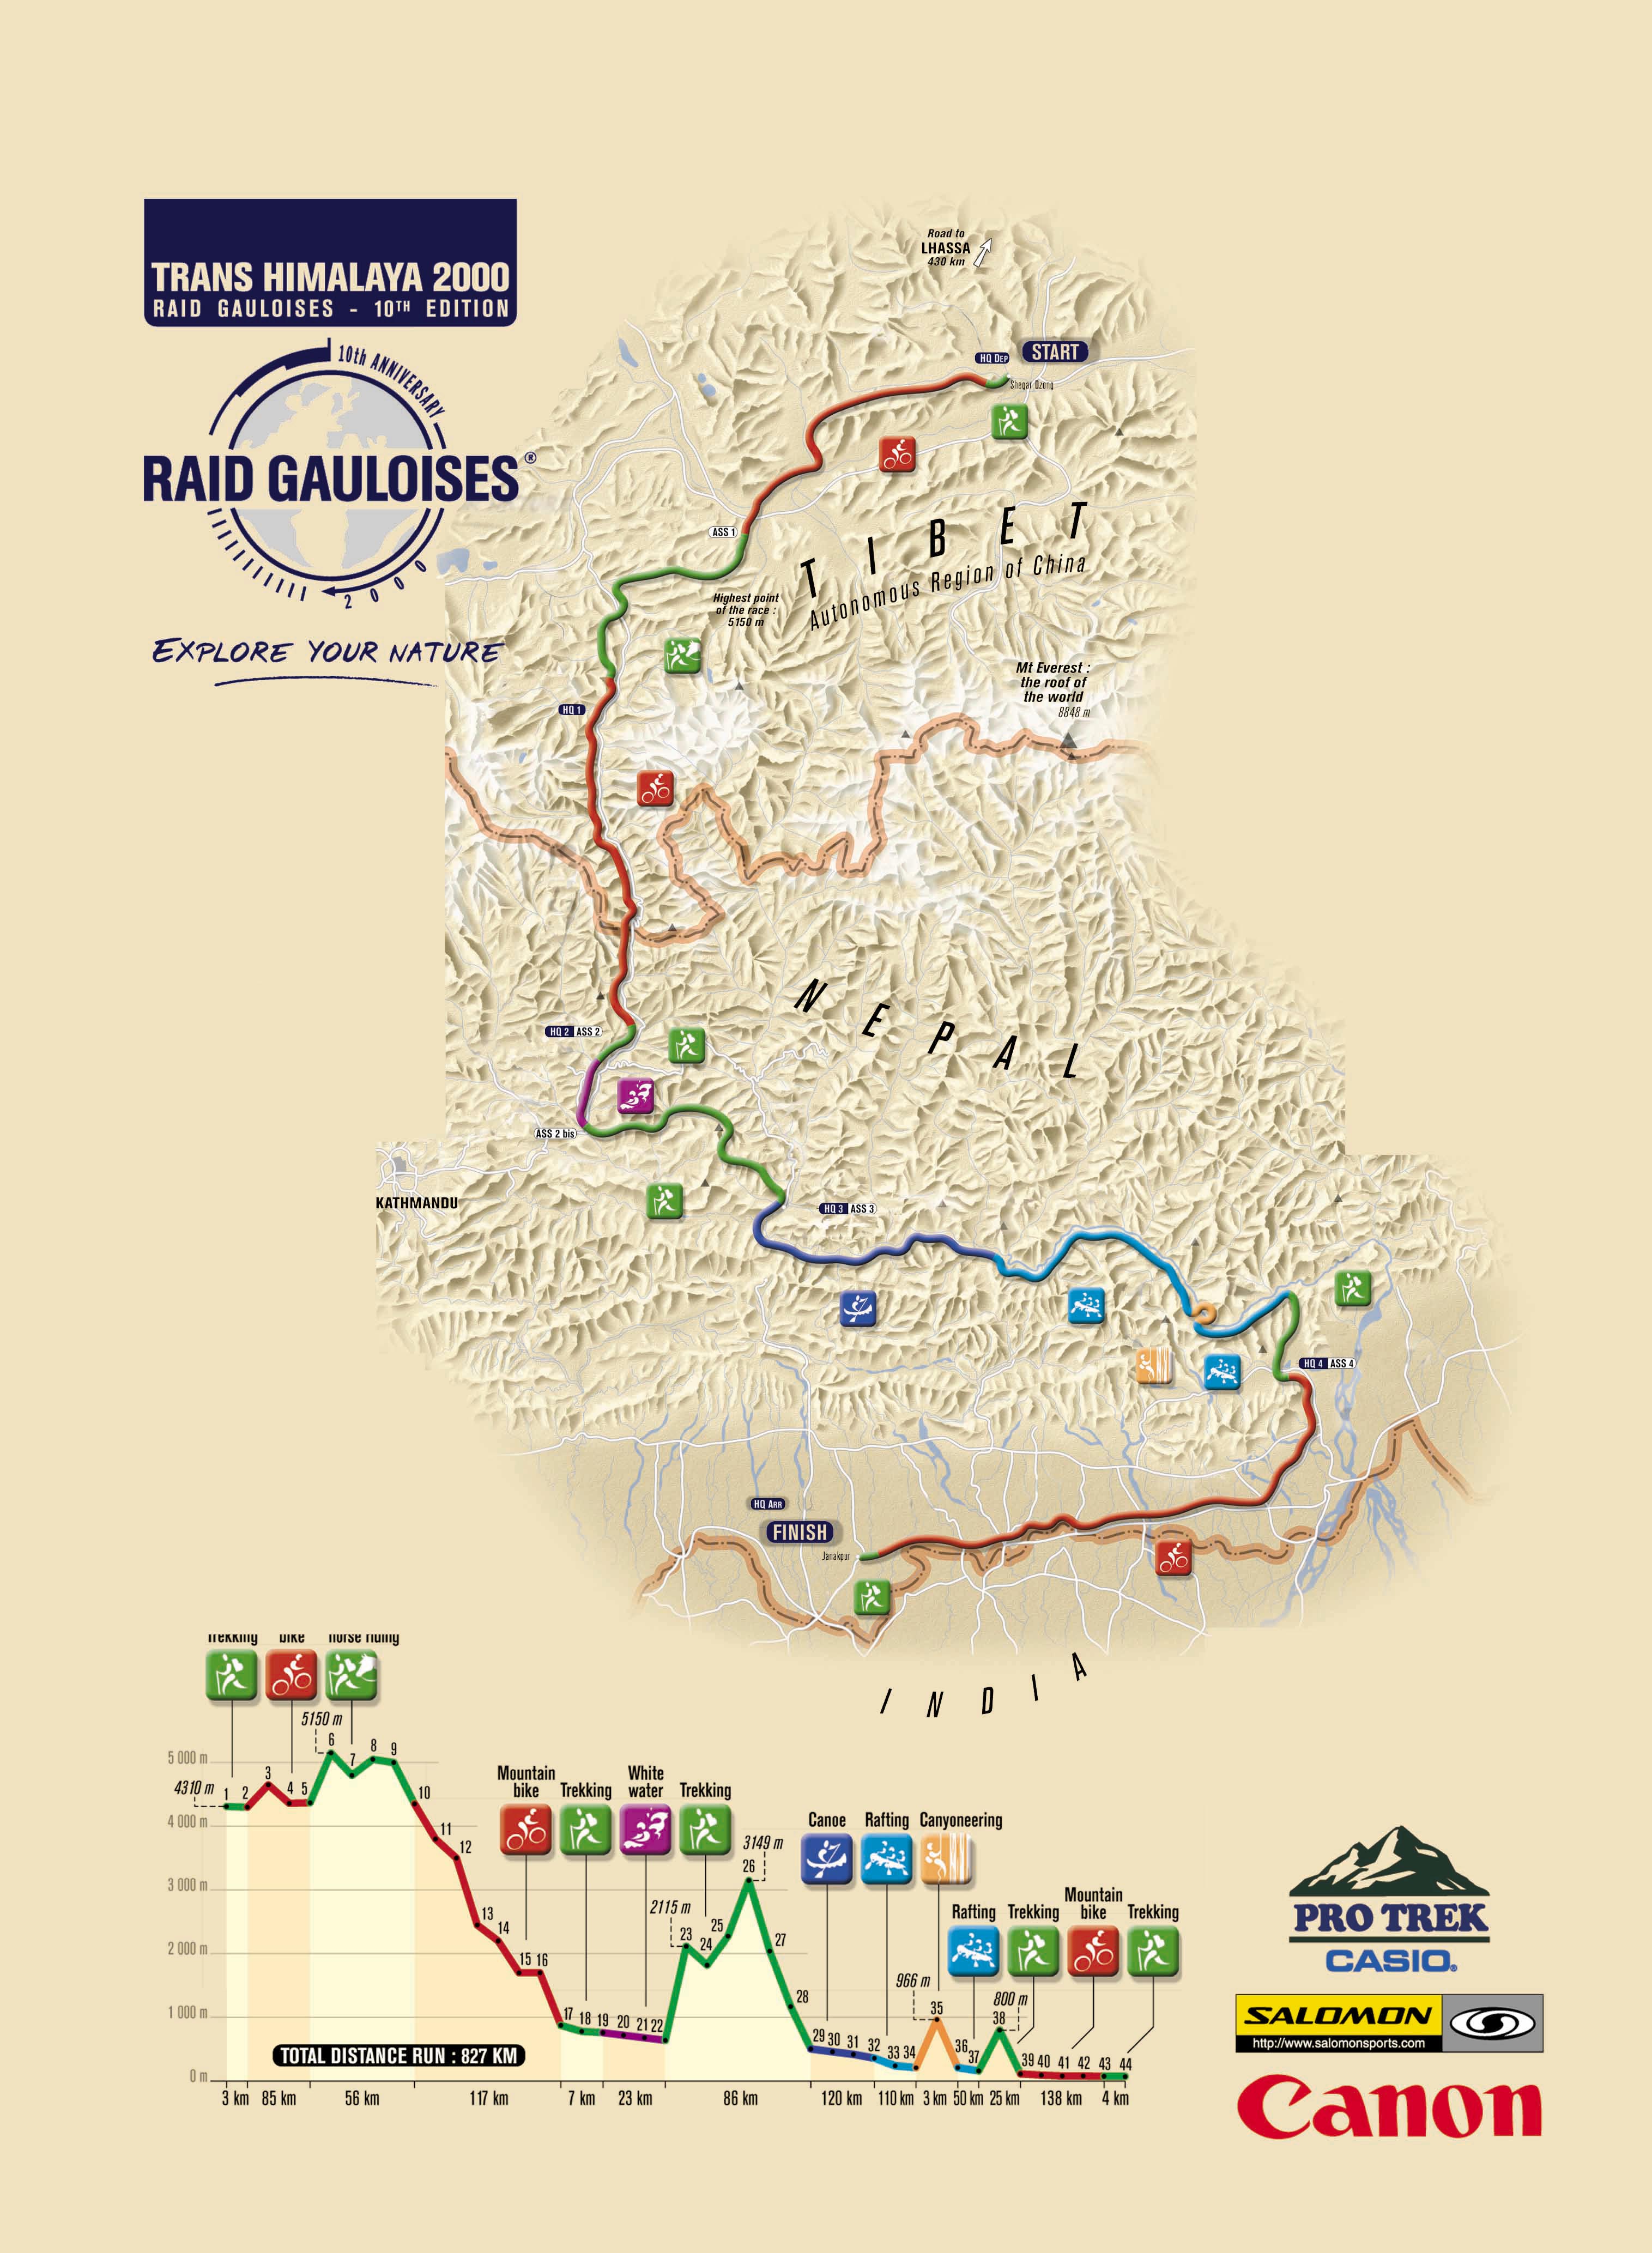 TRANS HIMALAYA 2000
RAID GAULOISES - 10TH EDITION
10th ANNIVERSARY
RAID GAULOISES®
2000
EXPLORE YOUR NATURE
Road to
LHASSA
430 km
HQ DEP
START
Shegar Dzong
ASS 1
TIBET
Autonomous Region of China
Highest point
of the race :
5150 m
Mt Everest :
the roof of
the world
8848 m
HQ 1
NEPAL
HQ 2 ASS 2
ASS 2 bis
KATHMANDU
HQ 3 ASS 3
HQ 4 ASS 4
HQ ARR
FINISH
Janakpur
INDIA
Trekking bike horse riding
5150 m
5 000 m
4310 m
4 000 m
3 000 m
2 000 m
1 000 m
0 m
1 2 3 4 5 6 7 8 9 10 11 12 13 14 15 16 17 18 19 20 21 22 23 24 25 26 27 28 29 30 31 32 33 34 35 36 37 38 39 40 41 42 43 44
Mountain
bike
Trekking
White
water
Trekking
2115 m
3149 m
Canoe Rafting Canyoneering
966 m
800 m
Rafting Trekking
Mountain
bike
Trekking
TOTAL DISTANCE RUN : 827 KM
3 km 85 km 56 km 117 km 7 km 23 km 86 km 120 km 110 km 3 km 50 km 25 km 138 km 4 km
PRO TREK
CASIO®
SALOMON
http://www.salomonsports.com
Canon